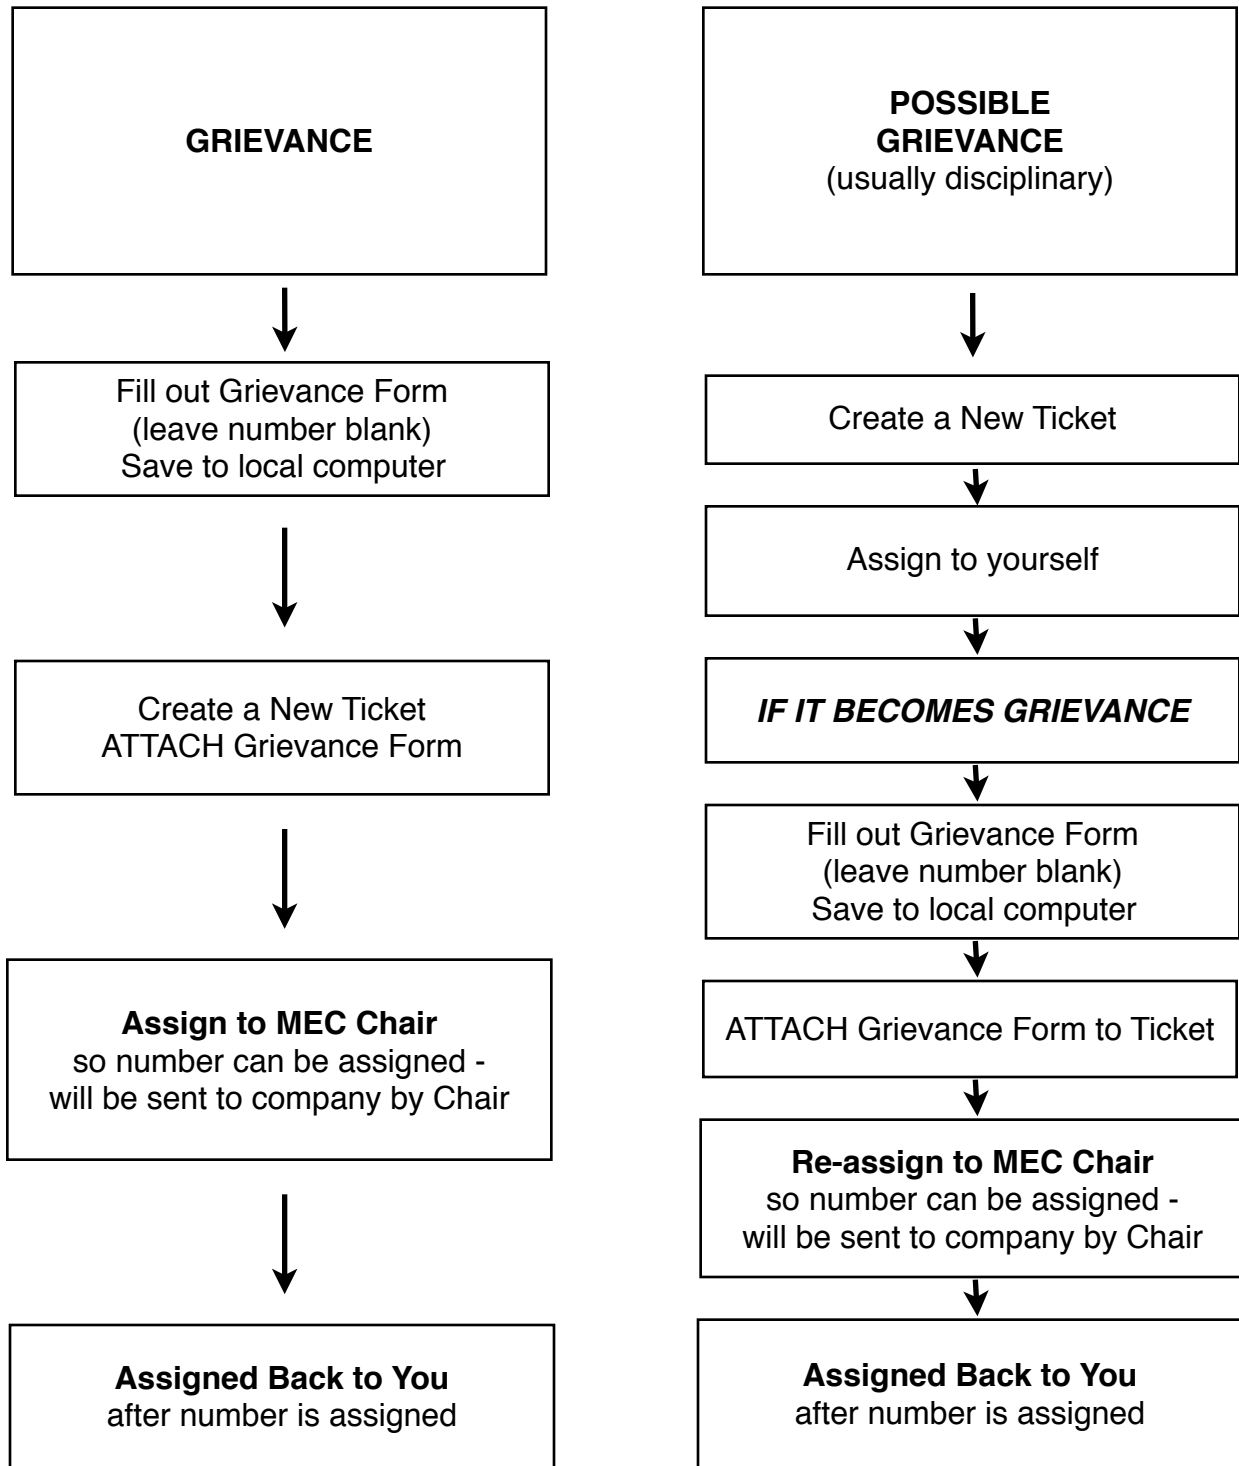 GRIEVANCE
Fill out Grievance Form
(leave number blank)
Save to local computer
Create a New Ticket
ATTACH Grievance Form
Assign to MEC Chair
so number can be assigned -
will be sent to company by Chair
Assigned Back to You
after number is assigned
POSSIBLE
GRIEVANCE
(usually disciplinary)
Create a New Ticket
Assign to yourself
IF IT BECOMES GRIEVANCE
Fill out Grievance Form
(leave number blank)
Save to local computer
ATTACH Grievance Form to Ticket
Re-assign to MEC Chair
so number can be assigned -
will be sent to company by Chair
Assigned Back to You
after number is assigned